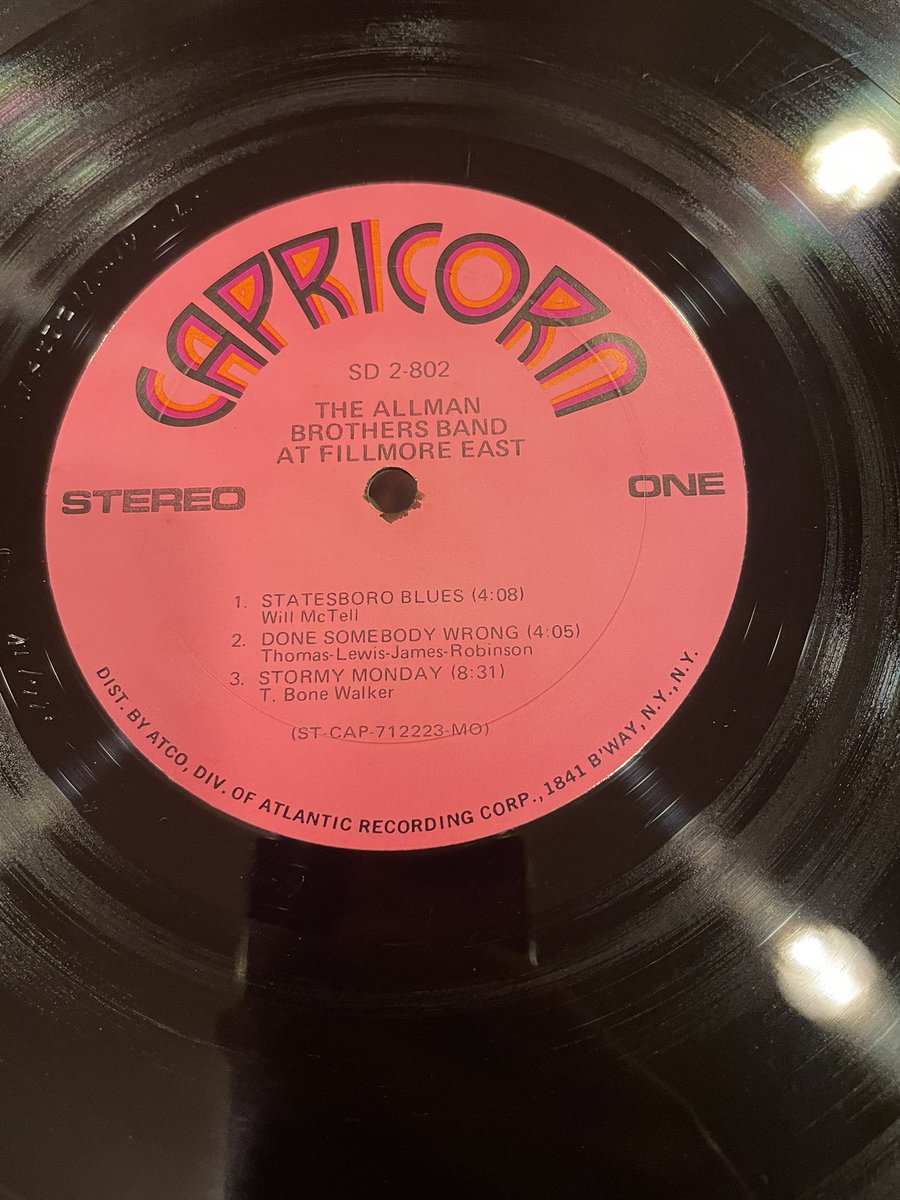 CAPRICORN
SD 2-802
THE ALLMAN
BROTHERS BAND
AT FILLMORE EAST
STEREO
ONE
1. STATESBORO BLUES (4:08)
Will McTell
2. DONE SOMEBODY WRONG (4:05)
Thomas-Lewis-James-Robinson
3. STORMY MONDAY (8:31)
T. Bone Walker
(ST-CAP-712223-MO)
DIST. BY ATCO, DIV. OF ATLANTIC RECORDING CORP., 1841 B'WAY, N.Y., N.Y.